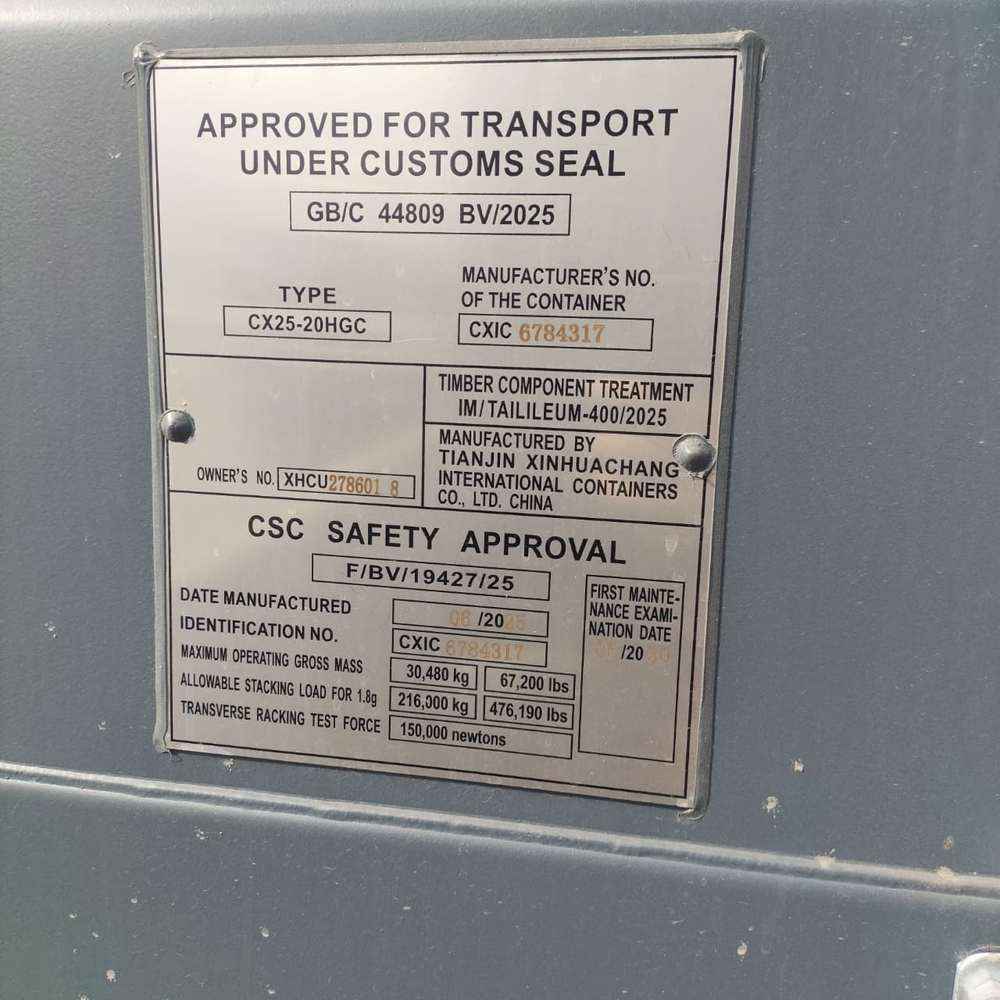 APPROVED FOR TRANSPORT
UNDER CUSTOMS SEAL
GB/C 44809 BV/2025
TYPE
CX25-20HGC
MANUFACTURER'S NO.
OF THE CONTAINER
CXIC 6784317
TIMBER COMPONENT TREATMENT
IM/TAILILEUM-400/2025
OWNER'S NO. XHCU278601 8
MANUFACTURED BY
TIANJIN XINHUACHANG
INTERNATIONAL CONTAINERS
CO., LTD. CHINA
CSC SAFETY APPROVAL
F/BV/19427/25
DATE MANUFACTURED 06 /2025
IDENTIFICATION NO. CXIC 6784317
MAXIMUM OPERATING GROSS MASS 30,480 kg 67,200 lbs
ALLOWABLE STACKING LOAD FOR 1.8g 216,000 kg 476,190 lbs
TRANSVERSE RACKING TEST FORCE 150,000 newtons
FIRST MAINTE-
NANCE EXAMI-
NATION DATE
/20